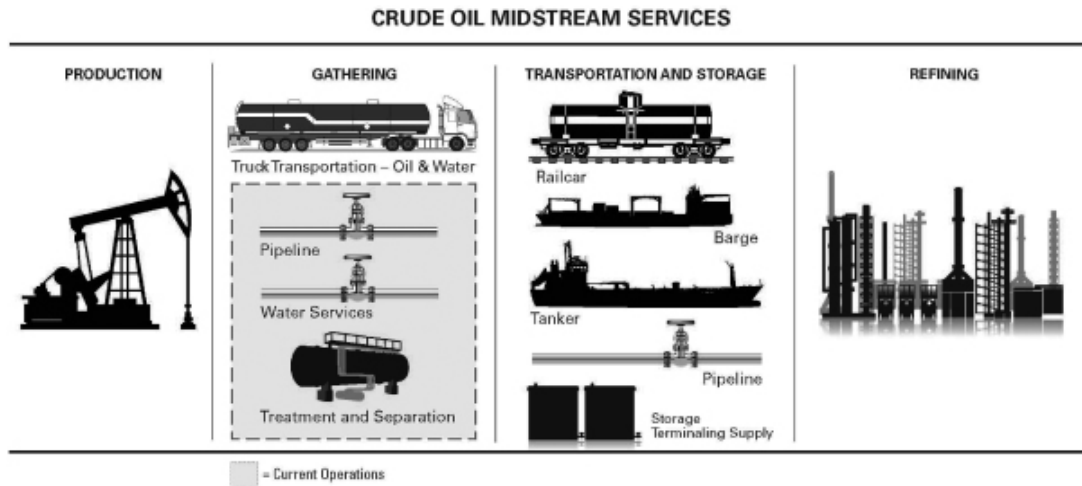 CRUDE OIL MIDSTREAM SERVICES
PRODUCTION
GATHERING
Truck Transportation – Oil & Water
Pipeline
Water Services
Treatment and Separation
TRANSPORTATION AND STORAGE
Railcar
Barge
Tanker
Pipeline
Storage
Terminaling Supply
REFINING
= Current Operations